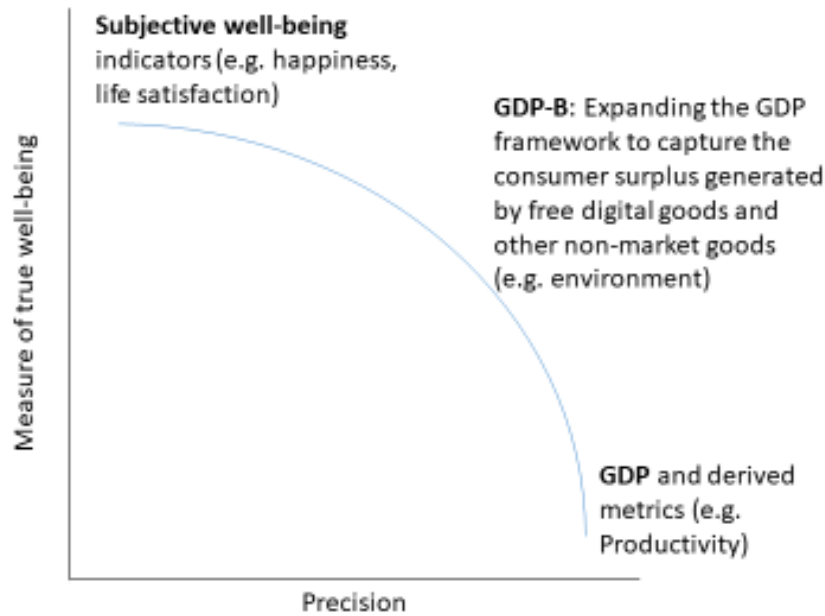 Subjective well-being
indicators (e.g. happiness,
life satisfaction)
GDP-B: Expanding the GDP
framework to capture the
consumer surplus generated
by free digital goods and
other non-market goods
(e.g. environment)
Measure of true well-being
GDP and derived
metrics (e.g.
Productivity)
Precision